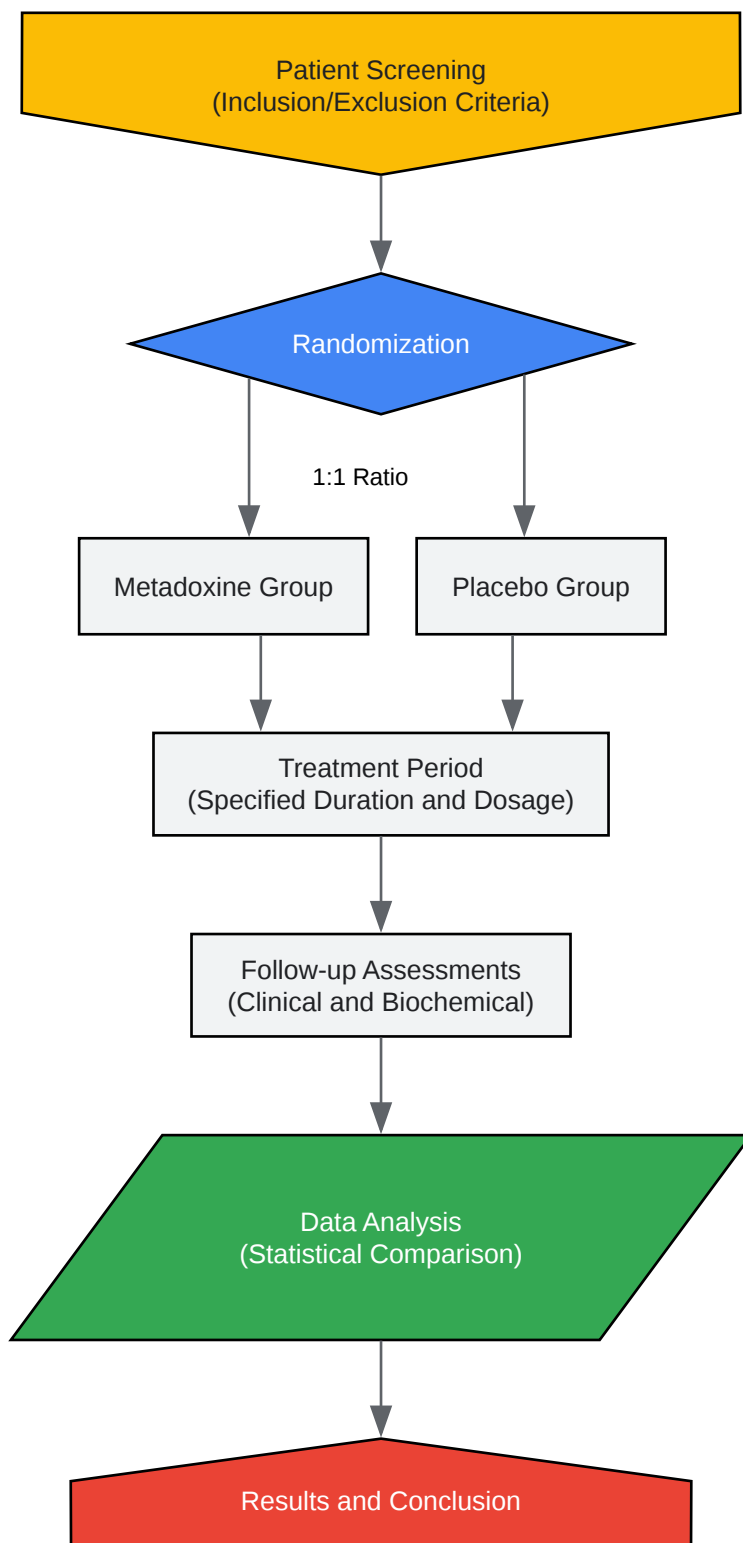 Patient Screening
(Inclusion/Exclusion Criteria)
Randomization
1:1 Ratio
Metadoxine Group
Placebo Group
Treatment Period
(Specified Duration and Dosage)
Follow-up Assessments
(Clinical and Biochemical)
Data Analysis
(Statistical Comparison)
Results and Conclusion